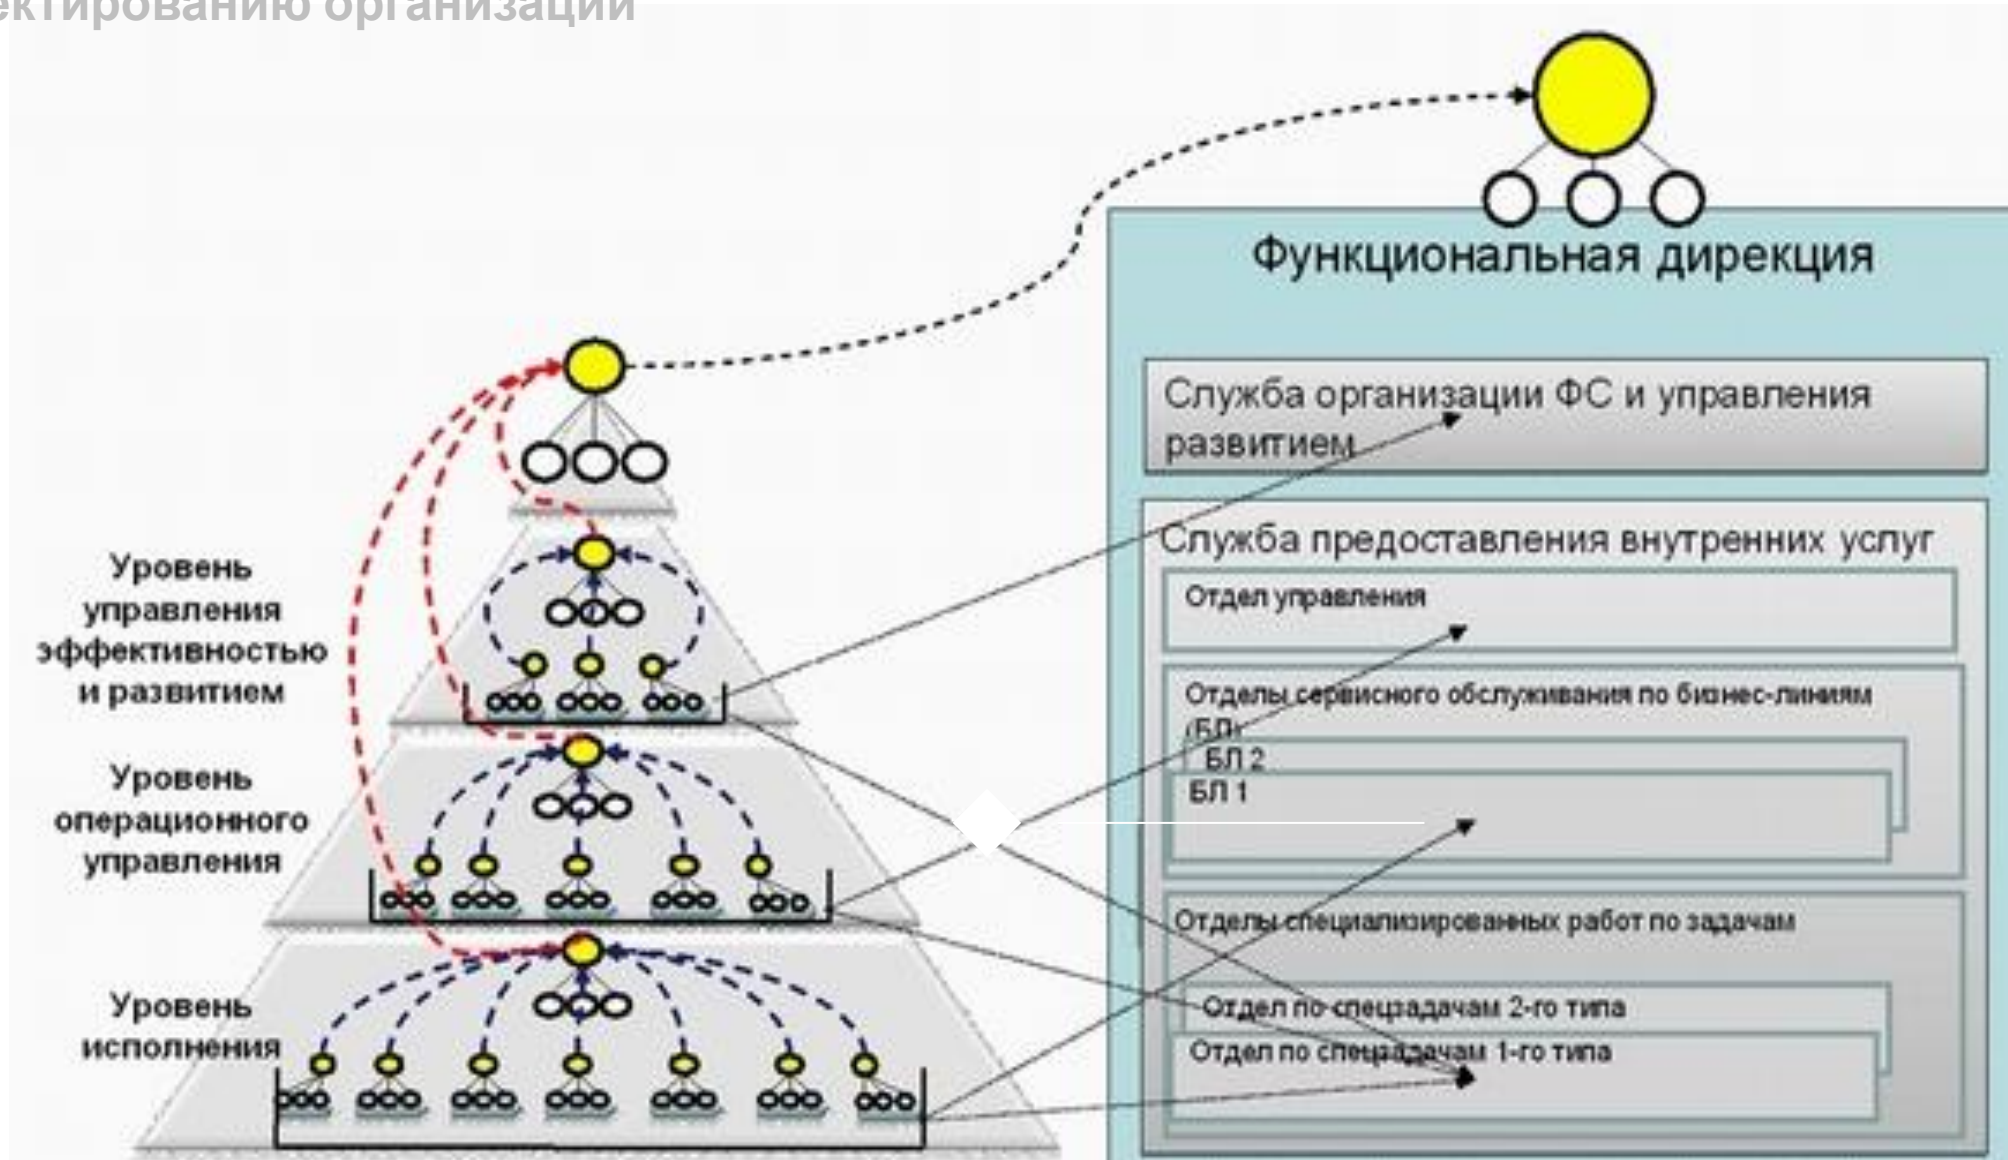 ектированию организации
Функциональная дирекция
Служба организации ФС и управления
развитием
Служба предоставления внутренних услуг
Отдел управления
Отделы сервисного обслуживания по бизнес-линиям
(БЛ)
БЛ 2
БЛ 1
Отделы специализированных работ по задачам
Отдел по спецзадачам 2-го типа
Отдел по спецзадачам 1-го типа
Уровень
управления
эффективностью
и развитием
Уровень
операционного
управления
Уровень
исполнения